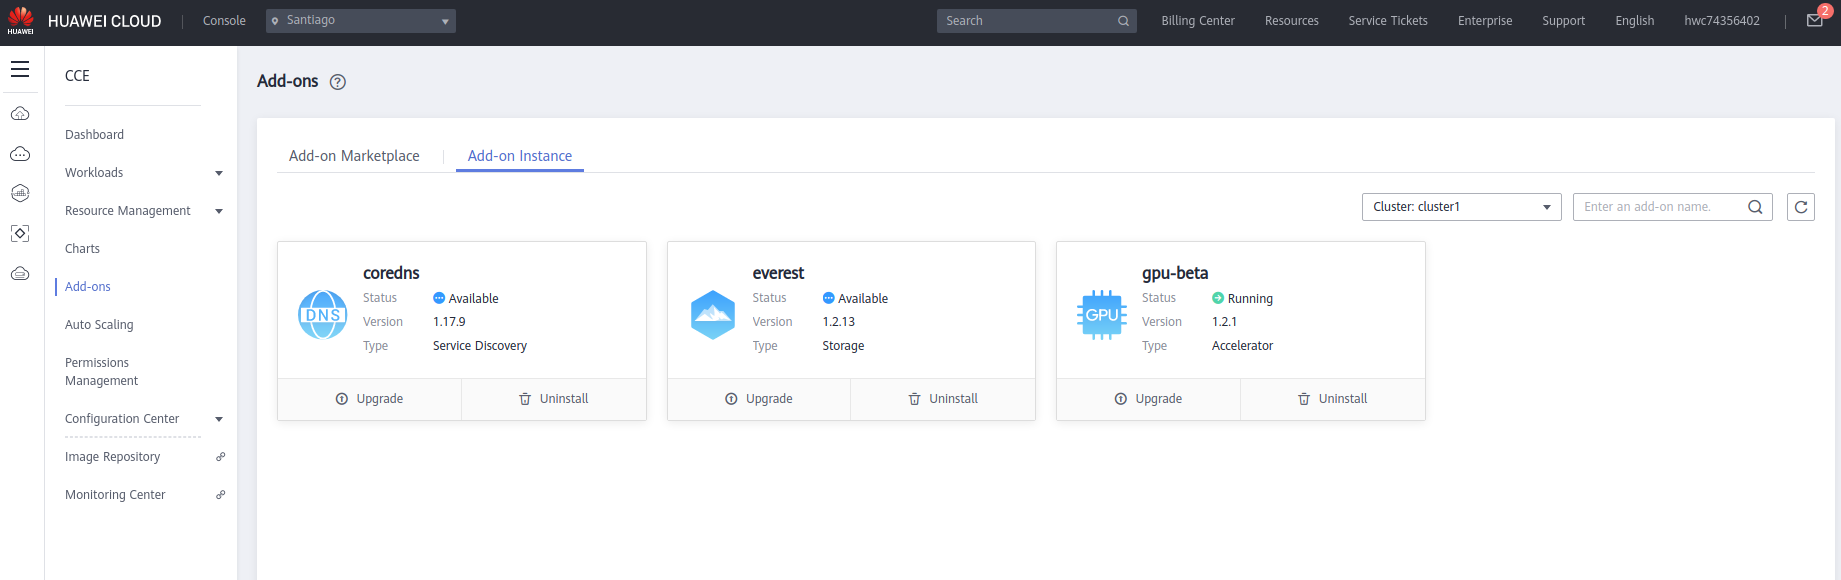 HUAWEI
HUAWEI CLOUD
Console
Santiago
Search
Billing Center
Resources
Service Tickets
Enterprise
Support
English
hwc74356402
2
CCE
Dashboard
Workloads
Resource Management
Charts
Add-ons
Auto Scaling
Permissions
Management
Configuration Center
Image Repository
Monitoring Center
Add-ons ?
Add-on Marketplace
Add-on Instance
Cluster: cluster1
Enter an add-on name.
DNS
coredns
Status Available
Version 1.17.9
Type Service Discovery
Upgrade
Uninstall
everest
Status Available
Version 1.2.13
Type Storage
Upgrade
Uninstall
GPU
gpu-beta
Status Running
Version 1.2.1
Type Accelerator
Upgrade
Uninstall